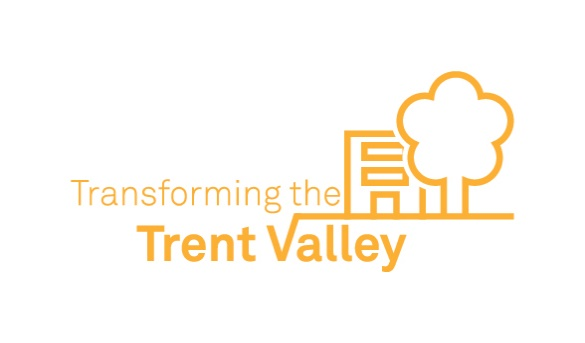 Transforming the
Trent Valley